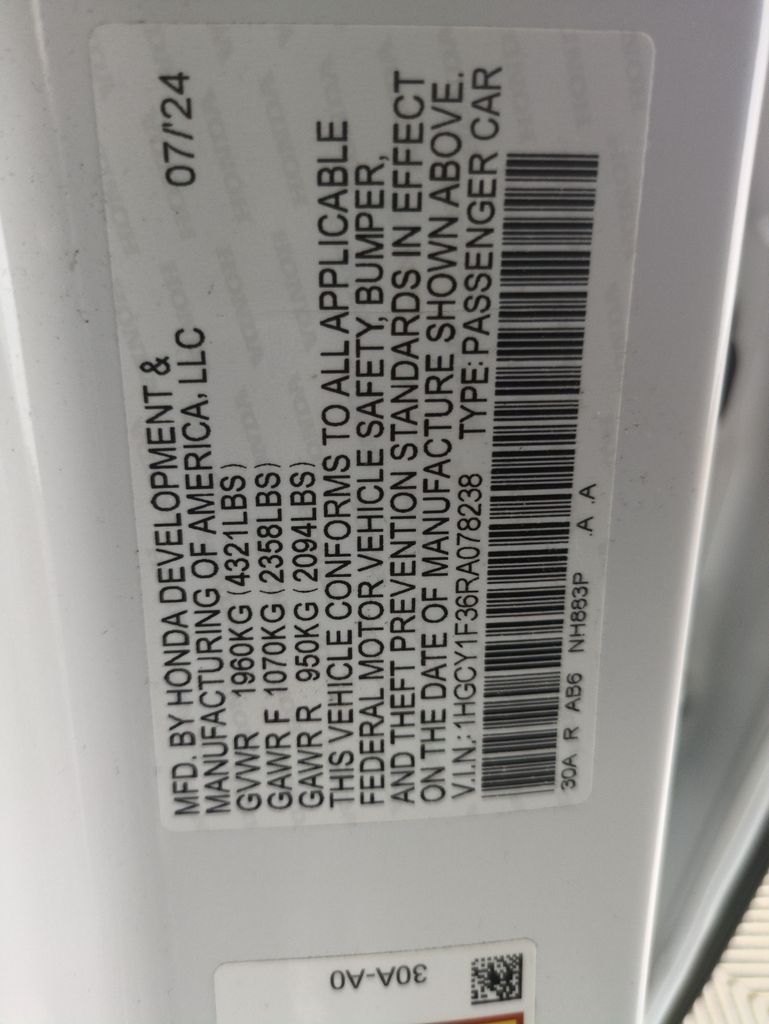 MFD. BY HONDA DEVELOPMENT &
MANUFACTURING OF AMERICA, LLC 07/'24
GVWR 1960KG (4321LBS)
GAWR F 1070KG (2358LBS)
GAWR R 950KG (2094LBS)
THIS VEHICLE CONFORMS TO ALL APPLICABLE
FEDERAL MOTOR VEHICLE SAFETY, BUMPER,
AND THEFT PREVENTION STANDARDS IN EFFECT
ON THE DATE OF MANUFACTURE SHOWN ABOVE.
V.I.N.: 1HGCY1F36RA078238 TYPE: PASSENGER CAR
30A R AB6 NH883P .A .A
30A-A0